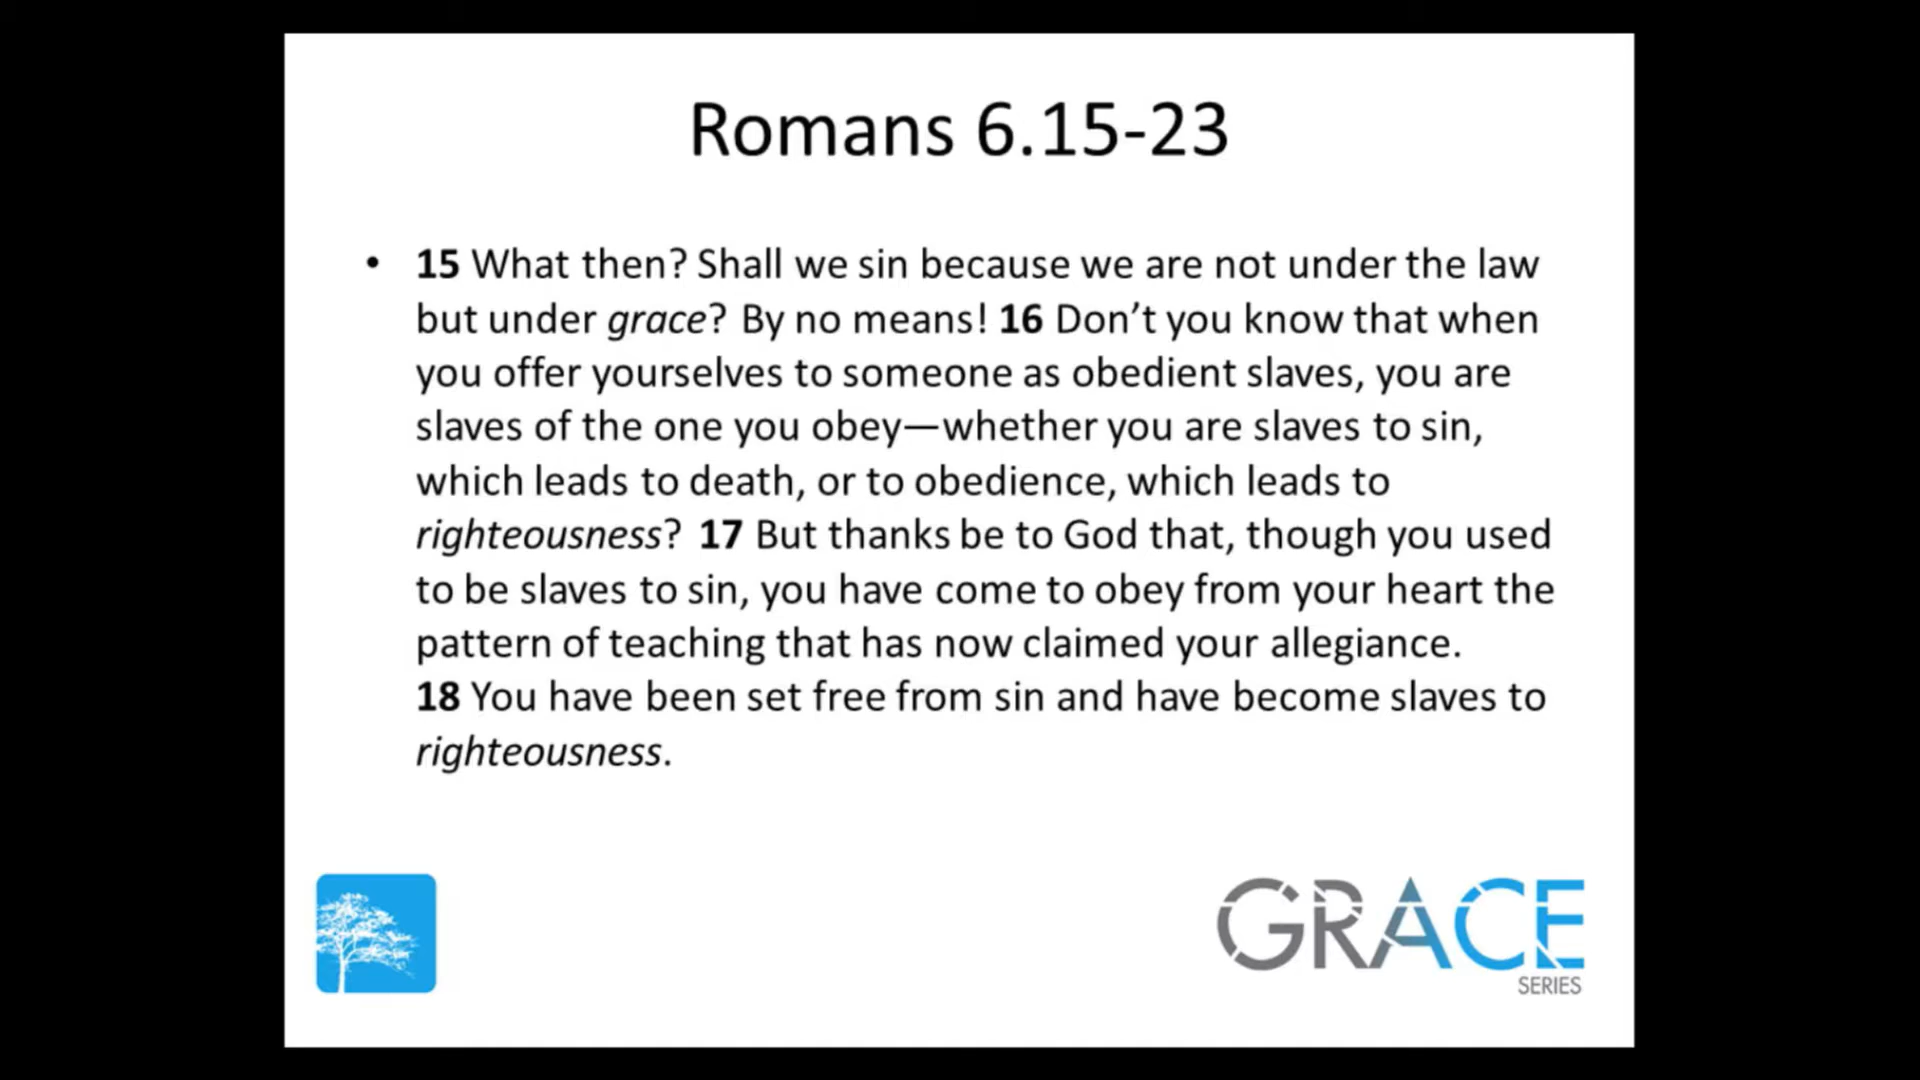 Romans 6.15-23
• 15 What then? Shall we sin because we are not under the law
but under grace? By no means! 16 Don’t you know that when
you offer yourselves to someone as obedient slaves, you are
slaves of the one you obey—whether you are slaves to sin,
which leads to death, or to obedience, which leads to
righteousness? 17 But thanks be to God that, though you used
to be slaves to sin, you have come to obey from your heart the
pattern of teaching that has now claimed your allegiance.
18 You have been set free from sin and have become slaves to
righteousness.
GRACE
SERIES